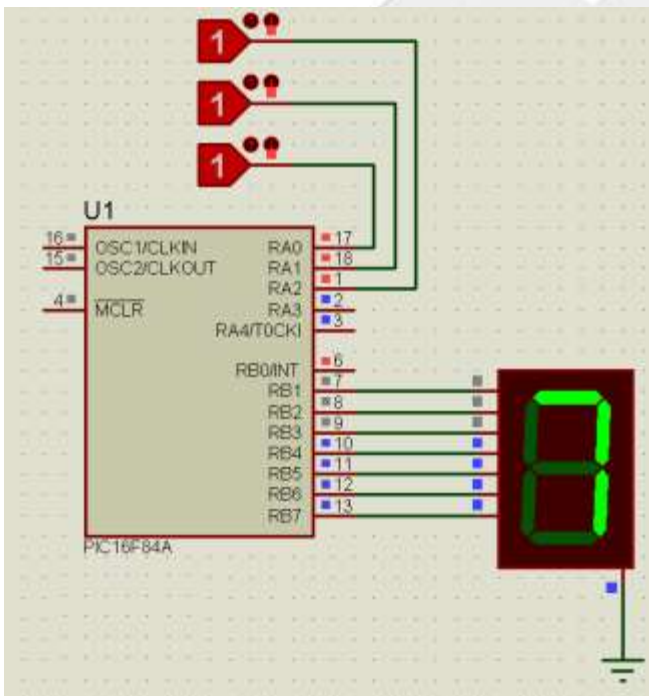 1
1
1
U1
16 OSC1/CLKIN RA0 17
15 OSC2/CLKOUT RA1 18
RA2 1
4 MCLR RA3 2
RA4/T0CKI 3
RB0/INT 6
RB1 7
RB2 8
RB3 9
RB4 10
RB5 11
RB6 12
RB7 13
PIC16F84A
7